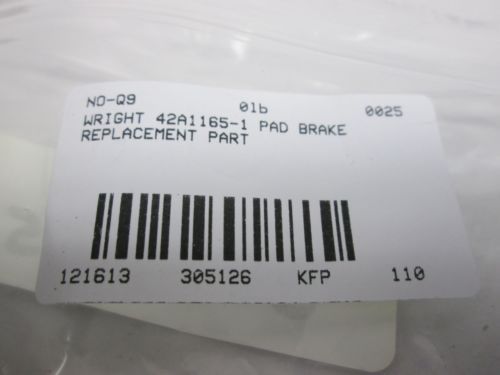 NO-Q9 01b 0025
WRIGHT 42A1165-1 PAD BRAKE
REPLACEMENT PART
121613 305126 KFP 110